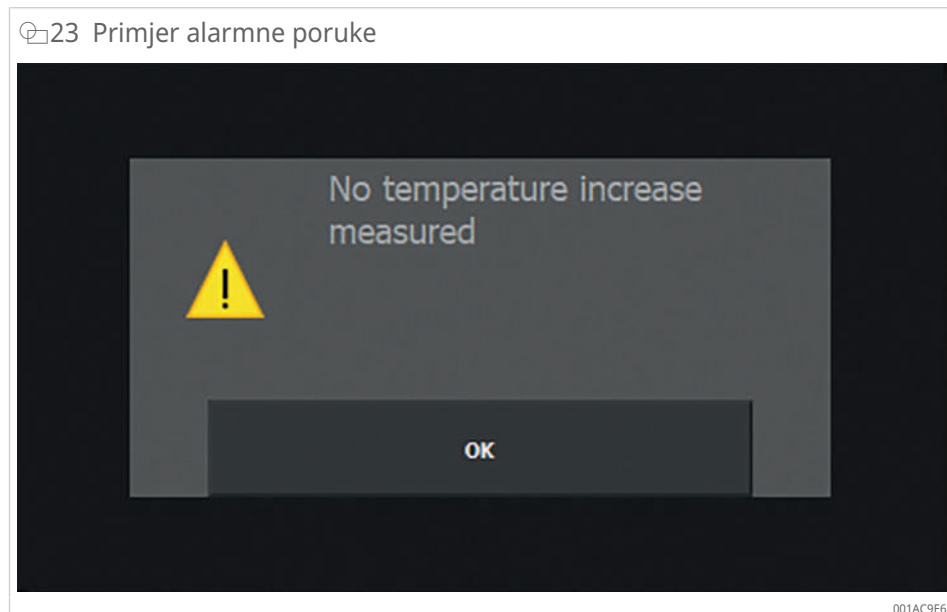 23 Primjer alarmne poruke
No temperature increase
measured
!
OK
001AC9F6